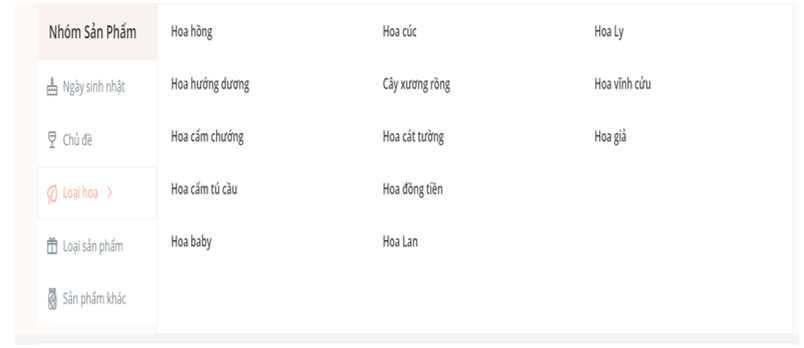 Nhóm Sản Phẩm
Ngày sinh nhật
Chủ đề
Loại hoa
Loại sản phẩm
Sản phẩm khác
Hoa hồng
Hoa hướng dương
Hoa cẩm chướng
Hoa cẩm tú cầu
Hoa baby
Hoa cúc
Cây xương rồng
Hoa cát tường
Hoa đồng tiền
Hoa Lan
Hoa Ly
Hoa vĩnh cửu
Hoa giả